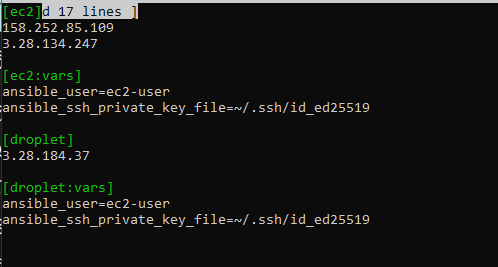 [ec2]d 17 lines ]
158.252.85.109
3.28.134.247
[ec2:vars]
ansible_user=ec2-user
ansible_ssh_private_key_file=~/.ssh/id_ed25519
[droplet]
3.28.184.37
[droplet:vars]
ansible_user=ec2-user
ansible_ssh_private_key_file=~/.ssh/id_ed25519